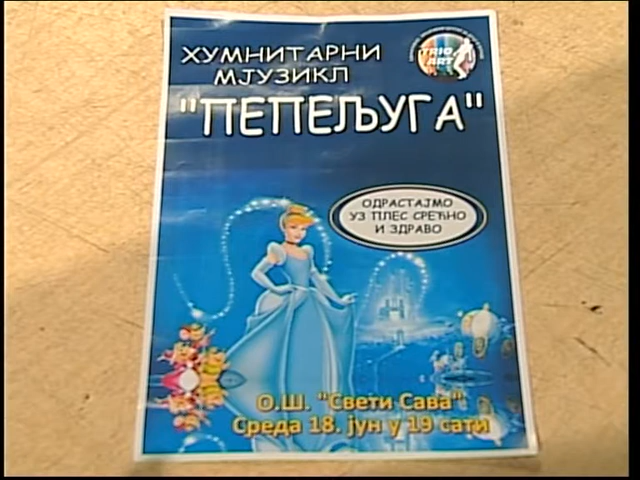 ХУМНИТАРНИ
МЈУЗИКЛ
"ПЕПЕЉУГА"
TRIO
ART
ОДРАСТАЈМО
УЗ ПЛЕС СРЕЋНО
И ЗДРАВО
О.Ш. "Свети Сава"
Среда 18. јун у 19 сати